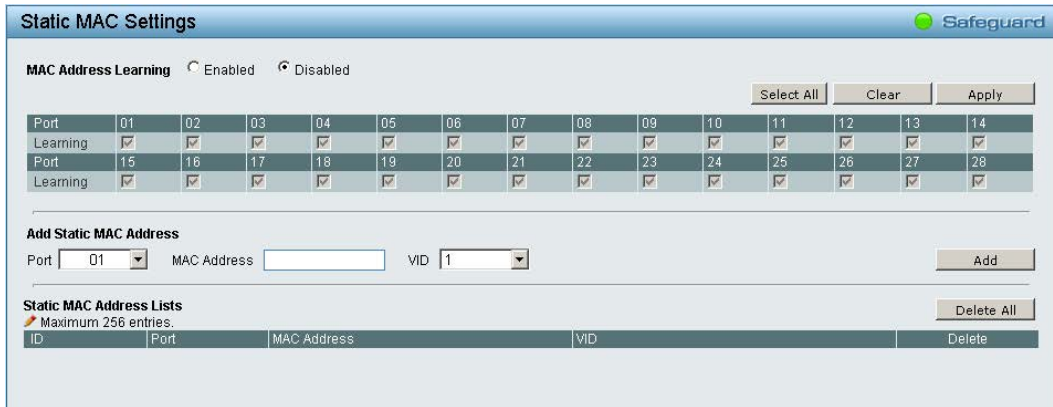 Static MAC Settings
Safeguard
MAC Address Learning Enabled Disabled
Select All Clear Apply
Port 01 02 03 04 05 06 07 08 09 10 11 12 13 14
Learning
Port 15 16 17 18 19 20 21 22 23 24 25 26 27 28
Learning
Add Static MAC Address
Port 01 MAC Address VID 1 Add
Static MAC Address Lists
Delete All
Maximum 256 entries.
ID Port MAC Address VID Delete